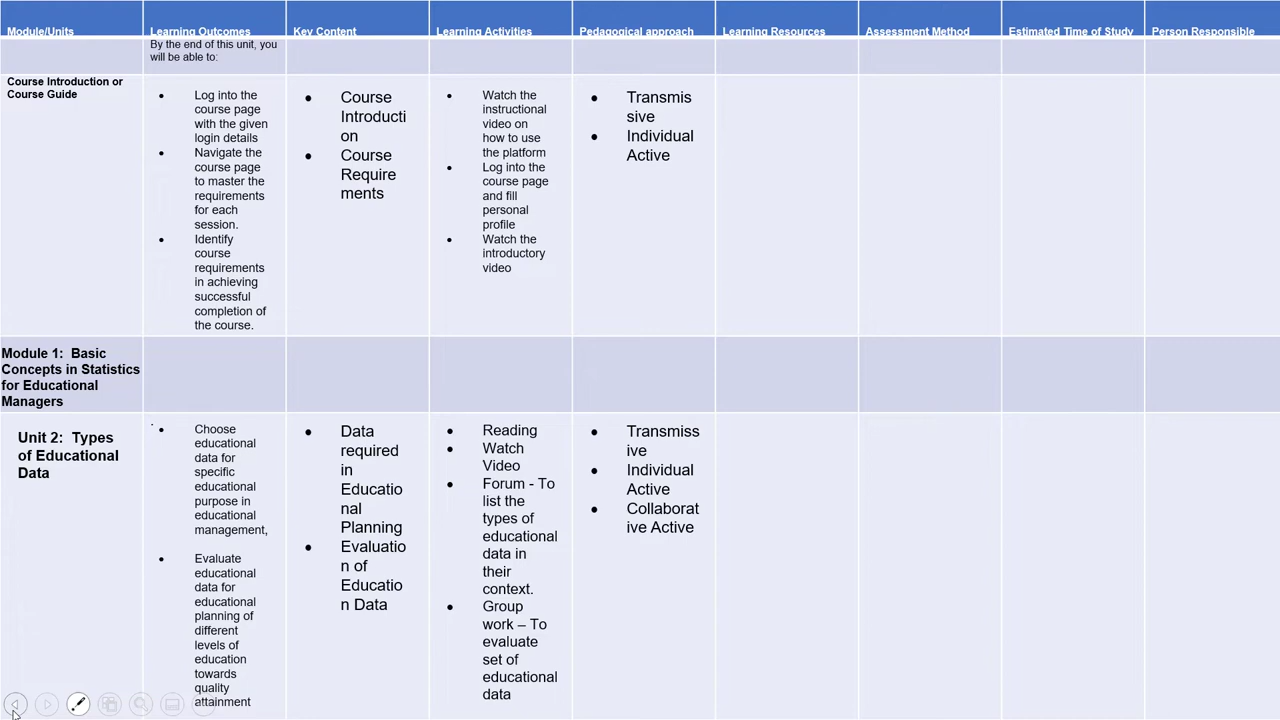 Module/Units
Learning Outcomes
Key Content
Learning Activities
Pedagogical approach
Learning Resources
Assessment Method
Estimated Time of Study
Person Responsible
By the end of this unit, you
will be able to:
Course Introduction or
Course Guide
• Log into the
course page
with the given
login details
• Navigate the
course page
to master the
requirements
for each
session.
• Identify
course
requirements
in achieving
successful
completion of
the course.
• Course
Introducti
on
• Course
Require
ments
• Watch the
instructional
video on
how to use
the platform
• Log into the
course page
and fill
personal
profile
• Watch the
introductory
video
• Transmis
sive
• Individual
Active
Module 1: Basic
Concepts in Statistics
for Educational
Managers
Unit 2: Types
of Educational
Data
.
• Choose
educational
data for
specific
educational
purpose in
educational
management,
• Evaluate
educational
data for
educational
planning of
different
levels of
education
towards
quality
attainment
• Data
required
in
Educatio
nal
Planning
• Evaluatio
n of
Educatio
n Data
• Reading
• Watch
Video
• Forum - To
list the
types of
educational
data in
their
context.
• Group
work – To
evaluate
set of
educational
data
• Transmiss
ive
• Individual
Active
• Collaborat
ive Active